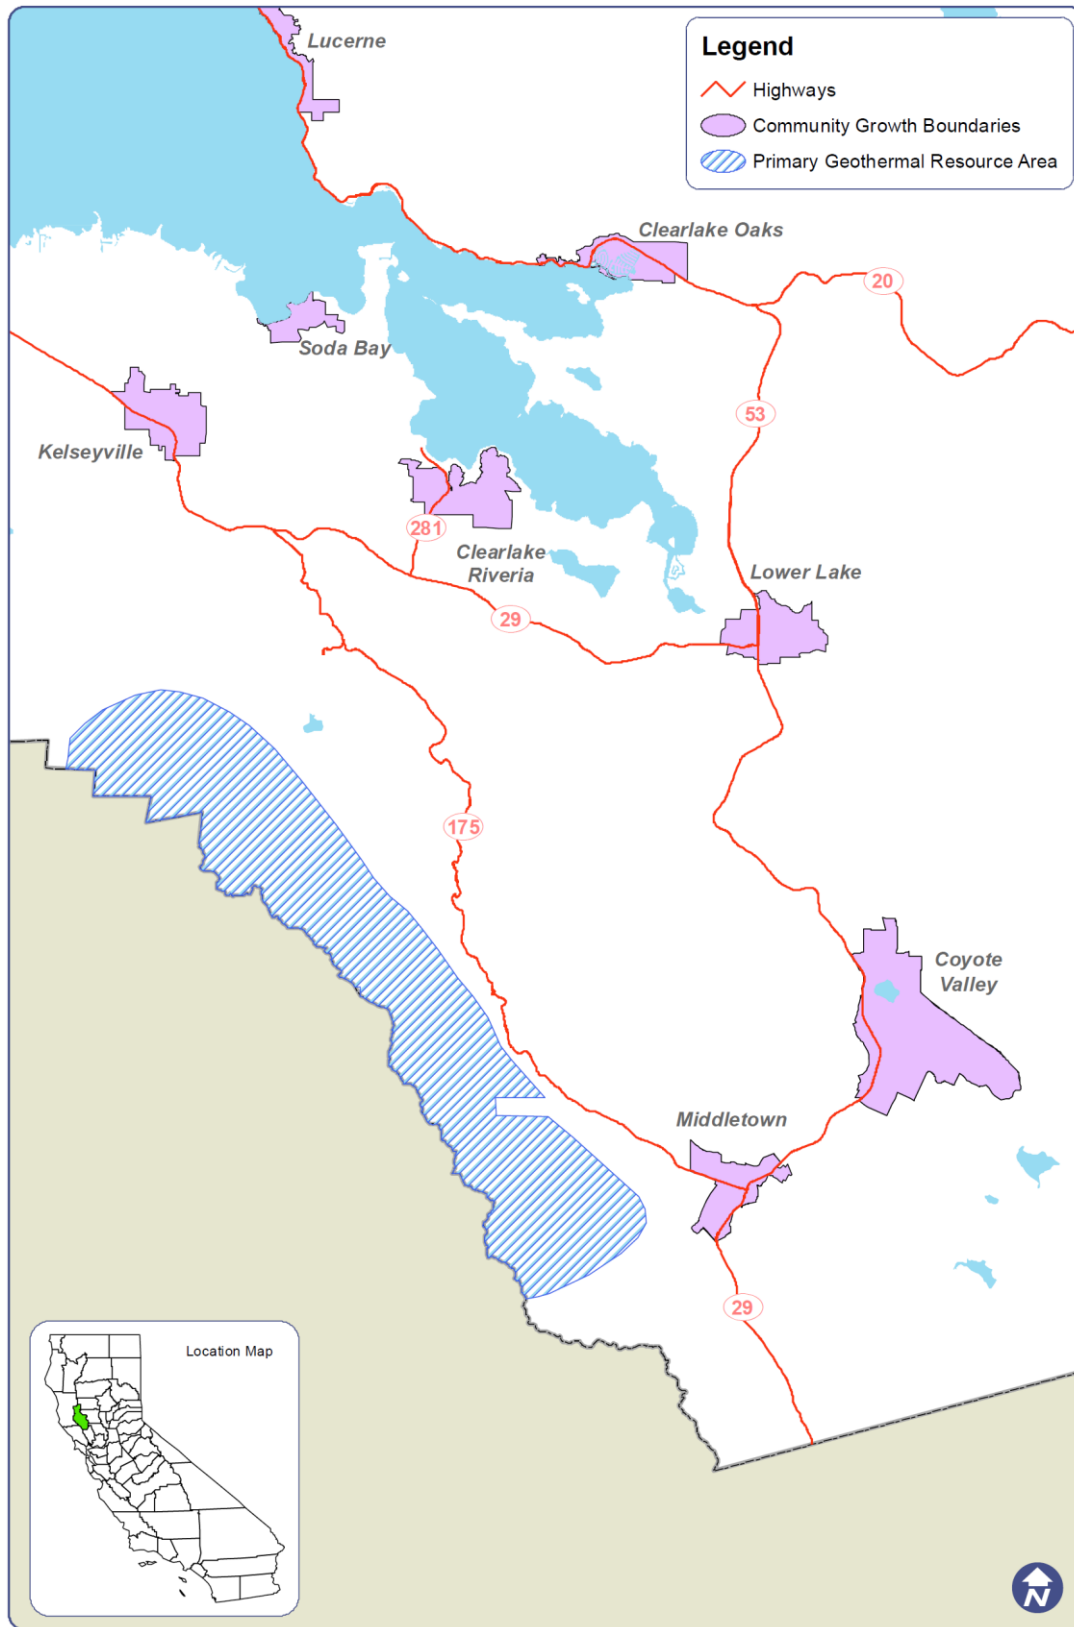 Lucerne
Legend
Highways
Community Growth Boundaries
Primary Geothermal Resource Area
Clearlake Oaks
20
Soda Bay
53
Kelseyville
281
Clearlake
Riveria
Lower Lake
29
175
Coyote
Valley
Middletown
29
Location Map
N